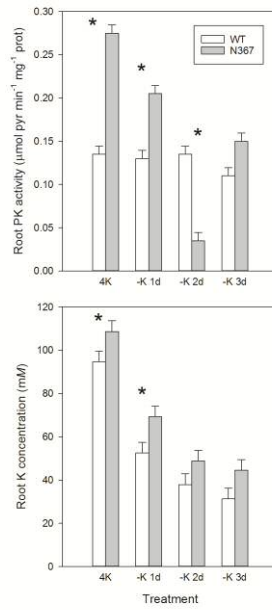 Root PK activity (µmol pyr min⁻¹ mg⁻¹ prot)
0.30
0.25
0.20
0.15
0.10
0.05
0.00
*
*
*
WT
N367
4K
-K 1d
-K 2d
-K 3d
Root K concentration (mM)
120
100
80
60
40
20
0
*
*
4K
-K 1d
-K 2d
-K 3d
Treatment